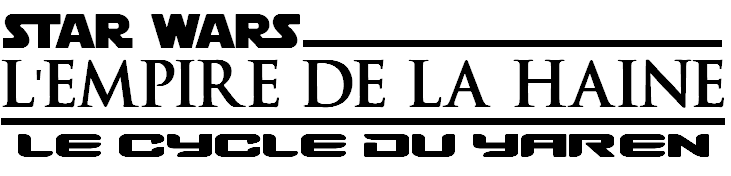 STAR WARS
L'EMPIRE DE LA HAINE
LE CYCLE DU YAREN